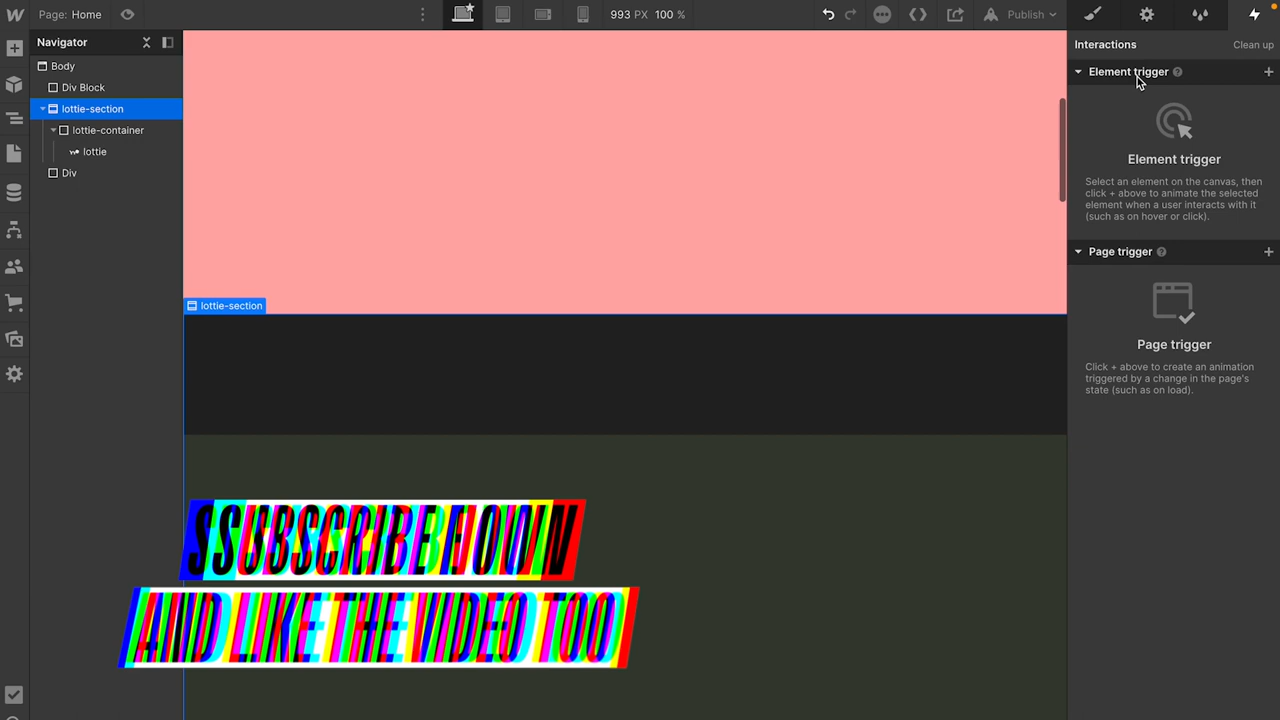 Page: Home
993 PX 100 %
Publish
Navigator
Body
Div Block
lottie-section
lottie-container
lottie
Div
lottie-section
Interactions
Clean up
Element trigger
Element trigger
Select an element on the canvas, then
click + above to animate the selected
element when a user interacts with it
(such as on hover or click).
Page trigger
Page trigger
Click + above to create an animation
triggered by a change in the page's
state (such as on load).
AND LIKE THE VIDEO TOO